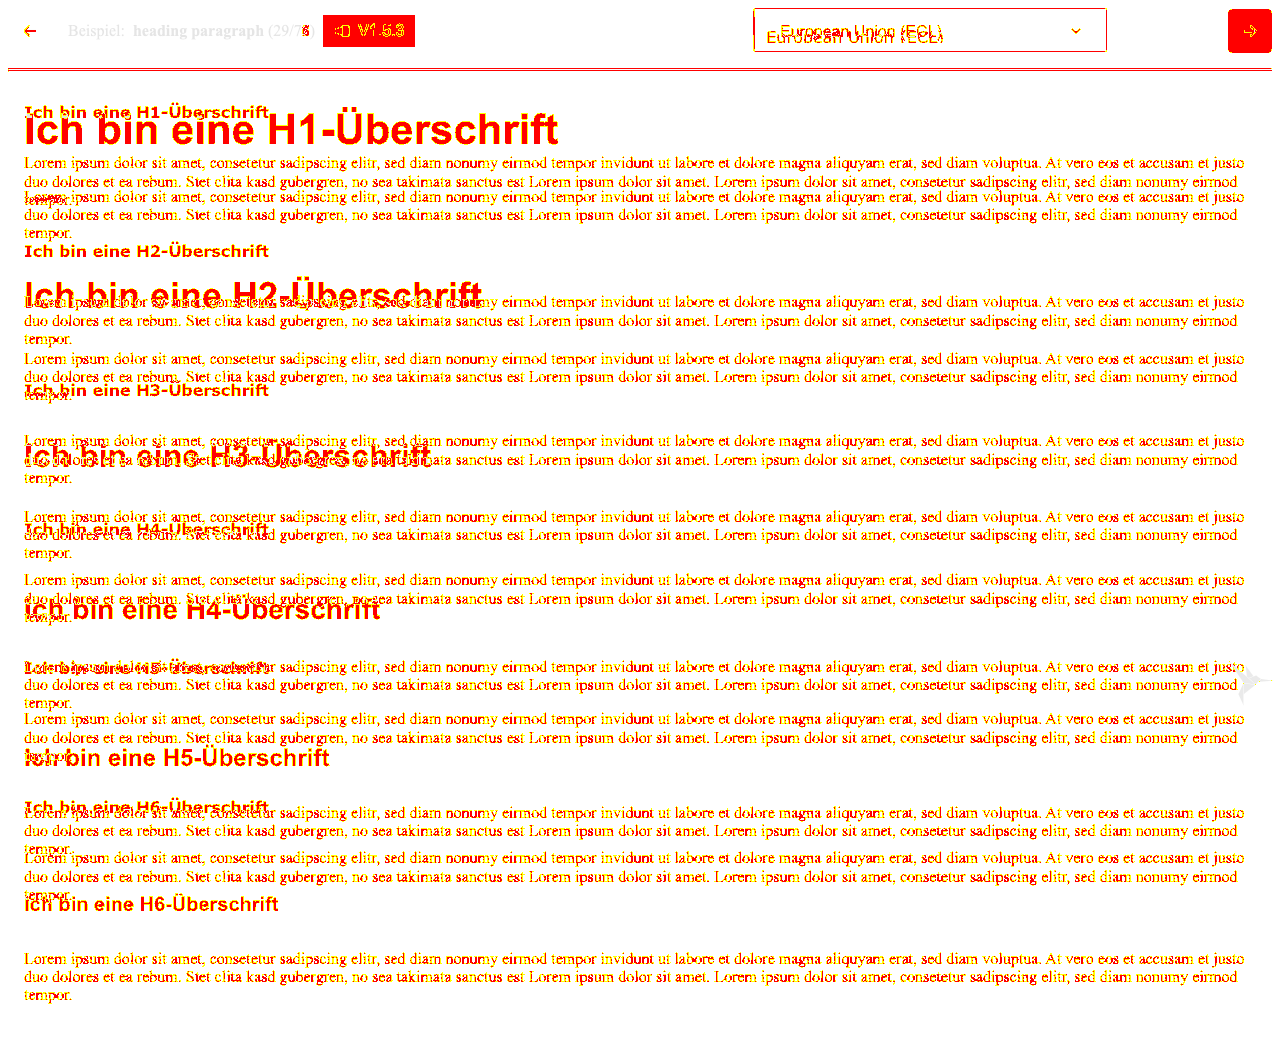 Beispiel: heading paragraph
V1.5.3
European Union (ECL)
European Union (ECL)
Ich bin eine H1-Überschrift
Ich bin eine H1-Überschrift
Lorem ipsum dolor sit amet, consetetur sadipscing elitr, sed diam nonumy eirmod tempor invidunt ut labore et dolore magna aliquyam erat, sed diam voluptua. At vero eos et accusam et justo
duo dolores et ea rebum. Stet clita kasd gubergren, no sea takimata sanctus est Lorem ipsum dolor sit amet. Lorem ipsum dolor sit amet, consetetur sadipscing elitr, sed diam nonumy eirmod
tempor.
Lorem ipsum dolor sit amet, consetetur sadipscing elitr, sed diam nonumy eirmod tempor invidunt ut labore et dolore magna aliquyam erat, sed diam voluptua. At vero eos et accusam et justo
duo dolores et ea rebum. Stet clita kasd gubergren, no sea takimata sanctus est Lorem ipsum dolor sit amet. Lorem ipsum dolor sit amet, consetetur sadipscing elitr, sed diam nonumy eirmod
tempor.
Ich bin eine H2-Überschrift
Ich bin eine H2-Überschrift
Lorem ipsum dolor sit amet, consetetur sadipscing elitr, sed diam nonumy eirmod tempor invidunt ut labore et dolore magna aliquyam erat, sed diam voluptua. At vero eos et accusam et justo
duo dolores et ea rebum. Stet clita kasd gubergren, no sea takimata sanctus est Lorem ipsum dolor sit amet. Lorem ipsum dolor sit amet, consetetur sadipscing elitr, sed diam nonumy eirmod
tempor.
Lorem ipsum dolor sit amet, consetetur sadipscing elitr, sed diam nonumy eirmod tempor invidunt ut labore et dolore magna aliquyam erat, sed diam voluptua. At vero eos et accusam et justo
duo dolores et ea rebum. Stet clita kasd gubergren, no sea takimata sanctus est Lorem ipsum dolor sit amet. Lorem ipsum dolor sit amet, consetetur sadipscing elitr, sed diam nonumy eirmod
Ich bin eine H3-Überschrift
tempor.
Lorem ipsum dolor sit amet, consetetur sadipscing elitr, sed diam nonumy eirmod tempor invidunt ut labore et dolore magna aliquyam erat, sed diam voluptua. At vero eos et accusam et justo
Ich bin eine H3-Überschrift
duo dolores et ea rebum. Stet clita kasd gubergren, no sea takimata sanctus est Lorem ipsum dolor sit amet. Lorem ipsum dolor sit amet, consetetur sadipscing elitr, sed diam nonumy eirmod
tempor.
Lorem ipsum dolor sit amet, consetetur sadipscing elitr, sed diam nonumy eirmod tempor invidunt ut labore et dolore magna aliquyam erat, sed diam voluptua. At vero eos et accusam et justo
Ich bin eine H4-Überschrift
duo dolores et ea rebum. Stet clita kasd gubergren, no sea takimata sanctus est Lorem ipsum dolor sit amet. Lorem ipsum dolor sit amet, consetetur sadipscing elitr, sed diam nonumy eirmod
tempor.
Lorem ipsum dolor sit amet, consetetur sadipscing elitr, sed diam nonumy eirmod tempor invidunt ut labore et dolore magna aliquyam erat, sed diam voluptua. At vero eos et accusam et justo
duo dolores et ea rebum. Stet clita kasd gubergren, no sea takimata sanctus est Lorem ipsum dolor sit amet. Lorem ipsum dolor sit amet, consetetur sadipscing elitr, sed diam nonumy eirmod
Ich bin eine H4-Überschrift
tempor.
Ich bin eine H5-Überschrift
Lorem ipsum dolor sit amet, consetetur sadipscing elitr, sed diam nonumy eirmod tempor invidunt ut labore et dolore magna aliquyam erat, sed diam voluptua. At vero eos et accusam et justo
duo dolores et ea rebum. Stet clita kasd gubergren, no sea takimata sanctus est Lorem ipsum dolor sit amet. Lorem ipsum dolor sit amet, consetetur sadipscing elitr, sed diam nonumy eirmod
tempor.
Lorem ipsum dolor sit amet, consetetur sadipscing elitr, sed diam nonumy eirmod tempor invidunt ut labore et dolore magna aliquyam erat, sed diam voluptua. At vero eos et accusam et justo
duo dolores et ea rebum. Stet clita kasd gubergren, no sea takimata sanctus est Lorem ipsum dolor sit amet. Lorem ipsum dolor sit amet, consetetur sadipscing elitr, sed diam nonumy eirmod
tempor.
Ich bin eine H5-Überschrift
Ich bin eine H6-Überschrift
Lorem ipsum dolor sit amet, consetetur sadipscing elitr, sed diam nonumy eirmod tempor invidunt ut labore et dolore magna aliquyam erat, sed diam voluptua. At vero eos et accusam et justo
duo dolores et ea rebum. Stet clita kasd gubergren, no sea takimata sanctus est Lorem ipsum dolor sit amet. Lorem ipsum dolor sit amet, consetetur sadipscing elitr, sed diam nonumy eirmod
tempor.
Lorem ipsum dolor sit amet, consetetur sadipscing elitr, sed diam nonumy eirmod tempor invidunt ut labore et dolore magna aliquyam erat, sed diam voluptua. At vero eos et accusam et justo
duo dolores et ea rebum. Stet clita kasd gubergren, no sea takimata sanctus est Lorem ipsum dolor sit amet. Lorem ipsum dolor sit amet, consetetur sadipscing elitr, sed diam nonumy eirmod
tempor.
Ich bin eine H6-Überschrift
Lorem ipsum dolor sit amet, consetetur sadipscing elitr, sed diam nonumy eirmod tempor invidunt ut labore et dolore magna aliquyam erat, sed diam voluptua. At vero eos et accusam et justo
duo dolores et ea rebum. Stet clita kasd gubergren, no sea takimata sanctus est Lorem ipsum dolor sit amet. Lorem ipsum dolor sit amet, consetetur sadipscing elitr, sed diam nonumy eirmod
tempor.